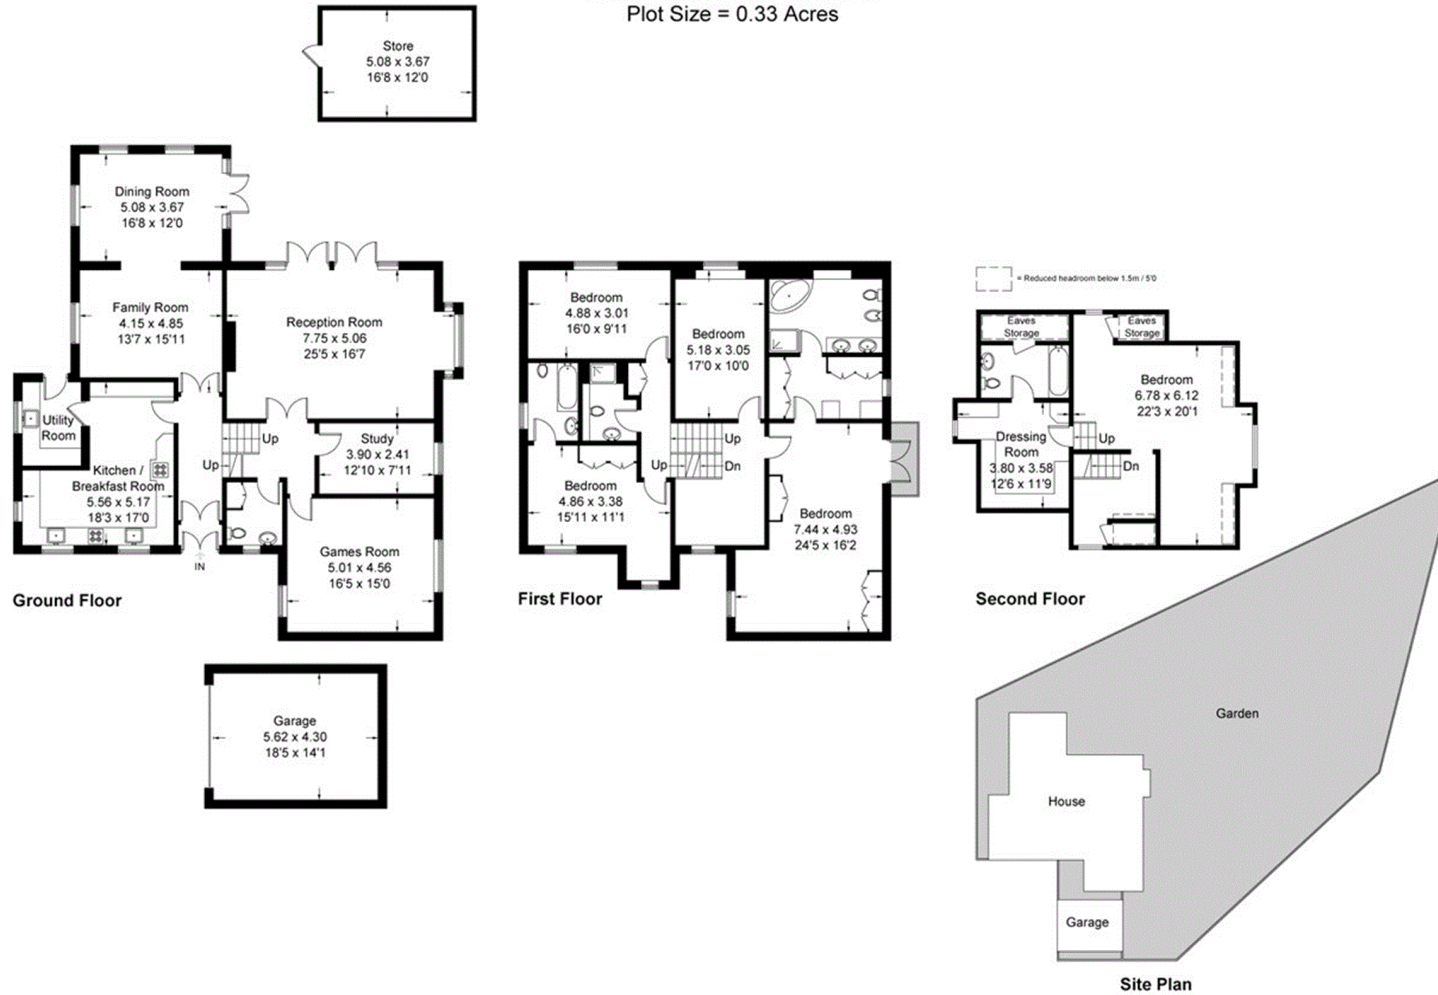 Plot Size = 0.33 Acres
Store
5.08 x 3.67
16'8 x 12'0
Dining Room
5.08 x 3.67
16'8 x 12'0
Family Room
4.15 x 4.85
13'7 x 15'11
Reception Room
7.75 x 5.06
25'5 x 16'7
Utility
Room
Kitchen /
Breakfast Room
5.56 x 5.17
18'3 x 17'0
Up
Up
Study
3.90 x 2.41
12'10 x 7'11
Games Room
5.01 x 4.56
16'5 x 15'0
IN
Ground Floor
Garage
5.62 x 4.30
18'5 x 14'1
Bedroom
4.88 x 3.01
16'0 x 9'11
Bedroom
5.18 x 3.05
17'0 x 10'0
Up
Up
Dn
Bedroom
4.86 x 3.38
15'11 x 11'1
Bedroom
7.44 x 4.93
24'5 x 16'2
First Floor
= Reduced headroom below 1.5m / 5'0
Eaves
Storage
Eaves
Storage
Bedroom
6.78 x 6.12
22'3 x 20'1
Dressing
Room
3.80 x 3.58
12'6 x 11'9
Up
Dn
Second Floor
Garden
House
Garage
Site Plan